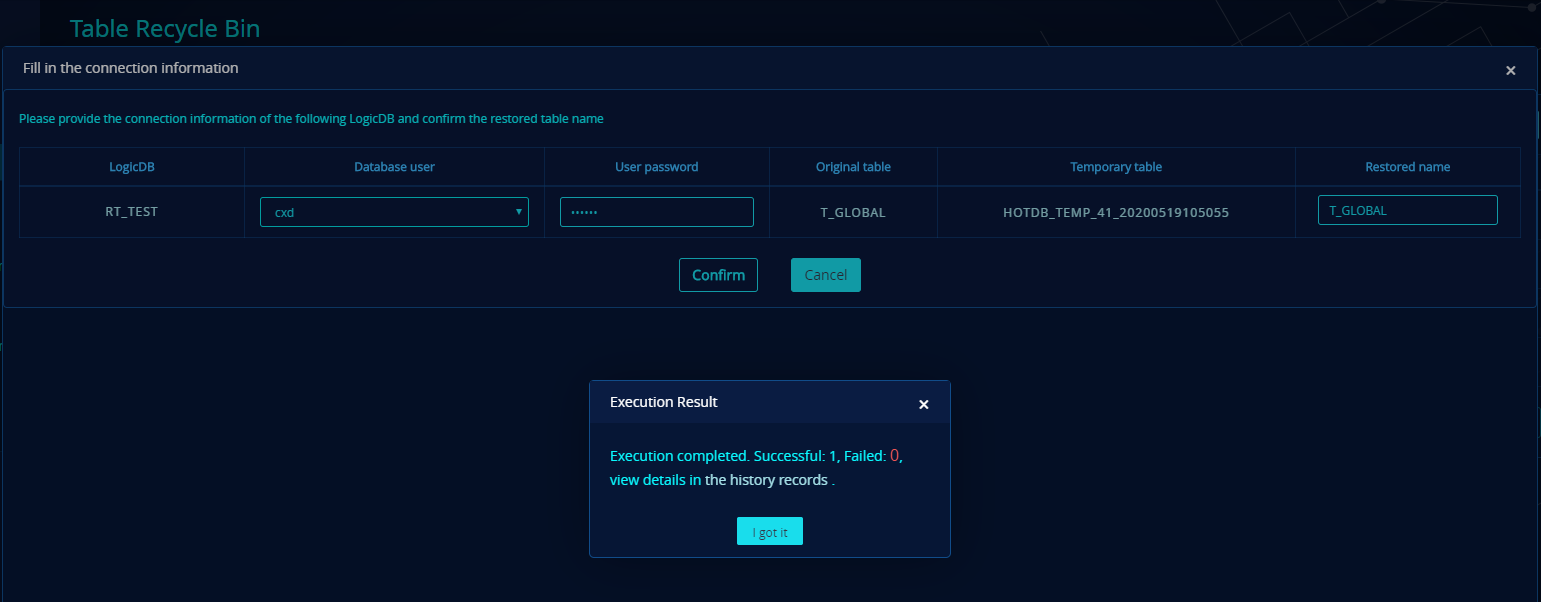 Table Recycle Bin
Fill in the connection information ×
Please provide the connection information of the following LogicDB and confirm the restored table name
LogicDB Database user User password Original table Temporary table Restored name
RT_TEST cxd ▾ •••••• T_GLOBAL HOTDB_TEMP_41_20200519105055 T_GLOBAL
Confirm Cancel
Execution Result ×
Execution completed. Successful: 1, Failed: 0,
view details in the history records .
I got it